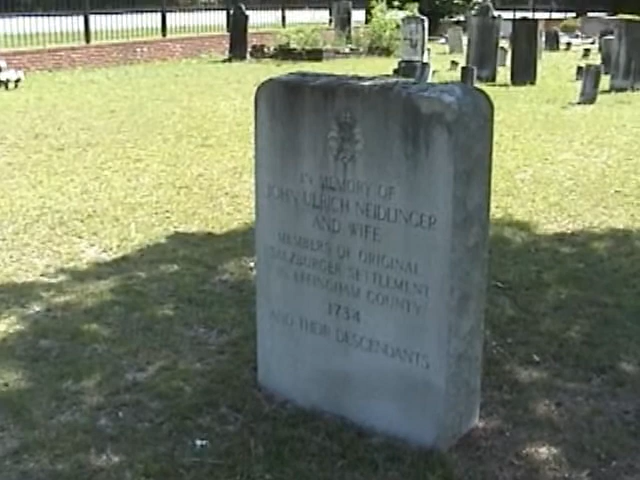 IN MEMORY OF
JOHN ULRICH NEIDLINGER
AND WIFE
MEMBERS OF ORIGINAL
SALZBURGER SETTLEMENT
IN EFFINGHAM COUNTY
1734
AND THEIR DESCENDANTS